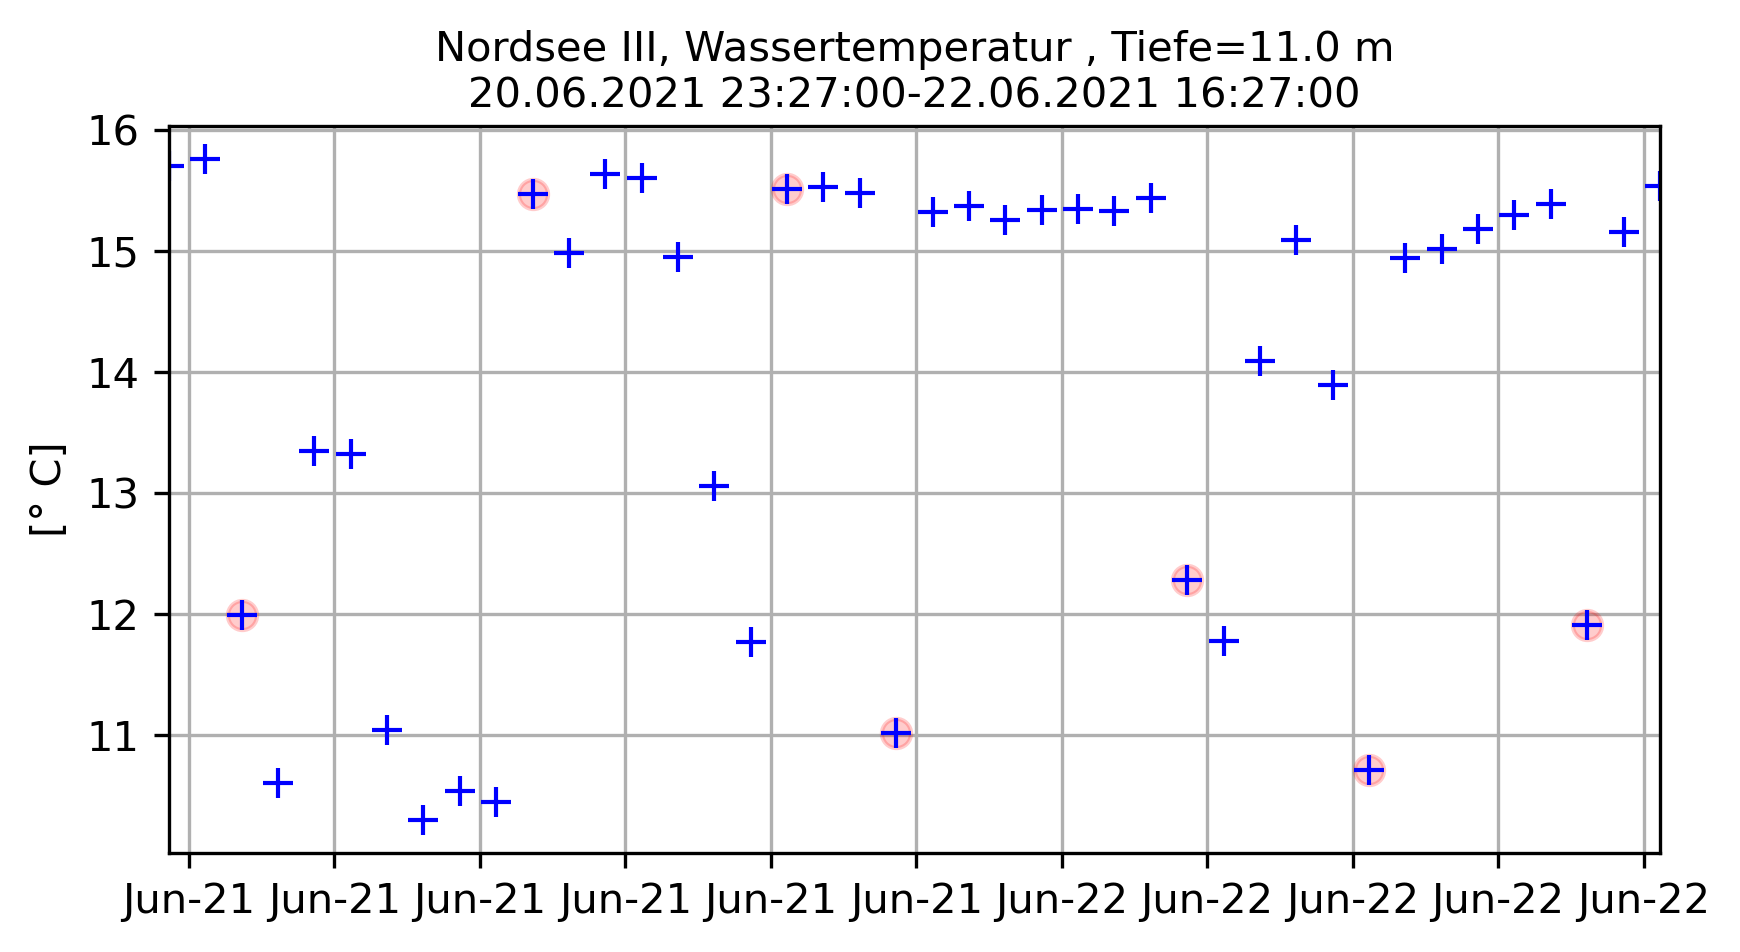 Nordsee III, Wassertemperatur , Tiefe=11.0 m
20.06.2021 23:27:00-22.06.2021 16:27:00
16
15
14
13
12
11
[° C]
Jun-21 Jun-21 Jun-21 Jun-21 Jun-21 Jun-21 Jun-22 Jun-22 Jun-22 Jun-22 Jun-22